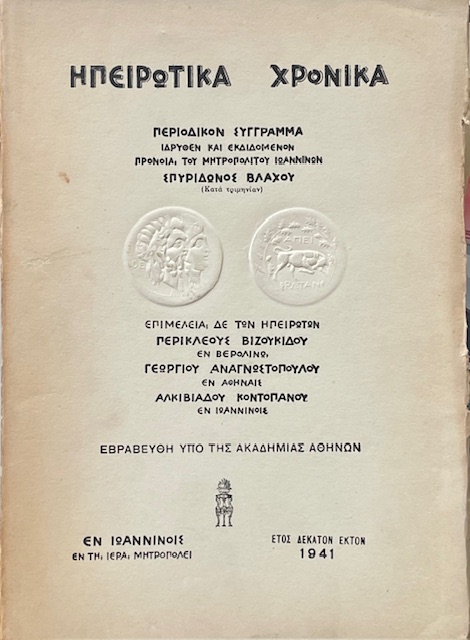 ΗΠΕΙΡΩΤΙΚΑ ΧΡΟΝΙΚΑ
ΠΕΡΙΟΔΙΚΟΝ ΣΥΓΓΡΑΜΜΑ
ΙΔΡΥΘΕΝ ΚΑΙ ΕΚΔΙΔΟΜΕΝΟΝ
ΠΡΟΝΟΙΑΙ ΤΟΥ ΜΗΤΡΟΠΟΛΙΤΟΥ ΙΩΑΝΝΙΝΩΝ
ΣΠΥΡΙΔΩΝΟΣ ΒΛΑΧΟΥ
(Κατὰ τριμηνίαν)
ΑΠΕΙ
ΡΩΤΑΝ
ΕΠΙΜΕΛΕΙΑΙ ΔΕ ΤΩΝ ΗΠΕΙΡΩΤΩΝ
ΠΕΡΙΚΛΕΟΥΣ ΒΙΖΟΥΚΙΔΟΥ
ΕΝ ΒΕΡΟΛΙΝΩΙ
ΓΕΩΡΓΙΟΥ ΑΝΑΓΝΩΣΤΟΠΟΥΛΟΥ
ΕΝ ΑΘΗΝΑΙΣ
ΑΛΚΙΒΙΑΔΟΥ ΚΟΝΤΟΠΑΝΟΥ
ΕΝ ΙΩΑΝΝΙΝΟΙΣ
ΕΒΡΑΒΕΥΘΗ ΥΠΟ ΤΗΣ ΑΚΑΔΗΜΙΑΣ ΑΘΗΝΩΝ
ΕΝ ΙΩΑΝΝΙΝΟΙΣ
ΕΝ ΤΗΙ ΙΕΡΑΙ ΜΗΤΡΟΠΟΛΕΙ
ΕΤΟΣ ΔΕΚΑΤΟΝ ΕΚΤΟΝ
1941